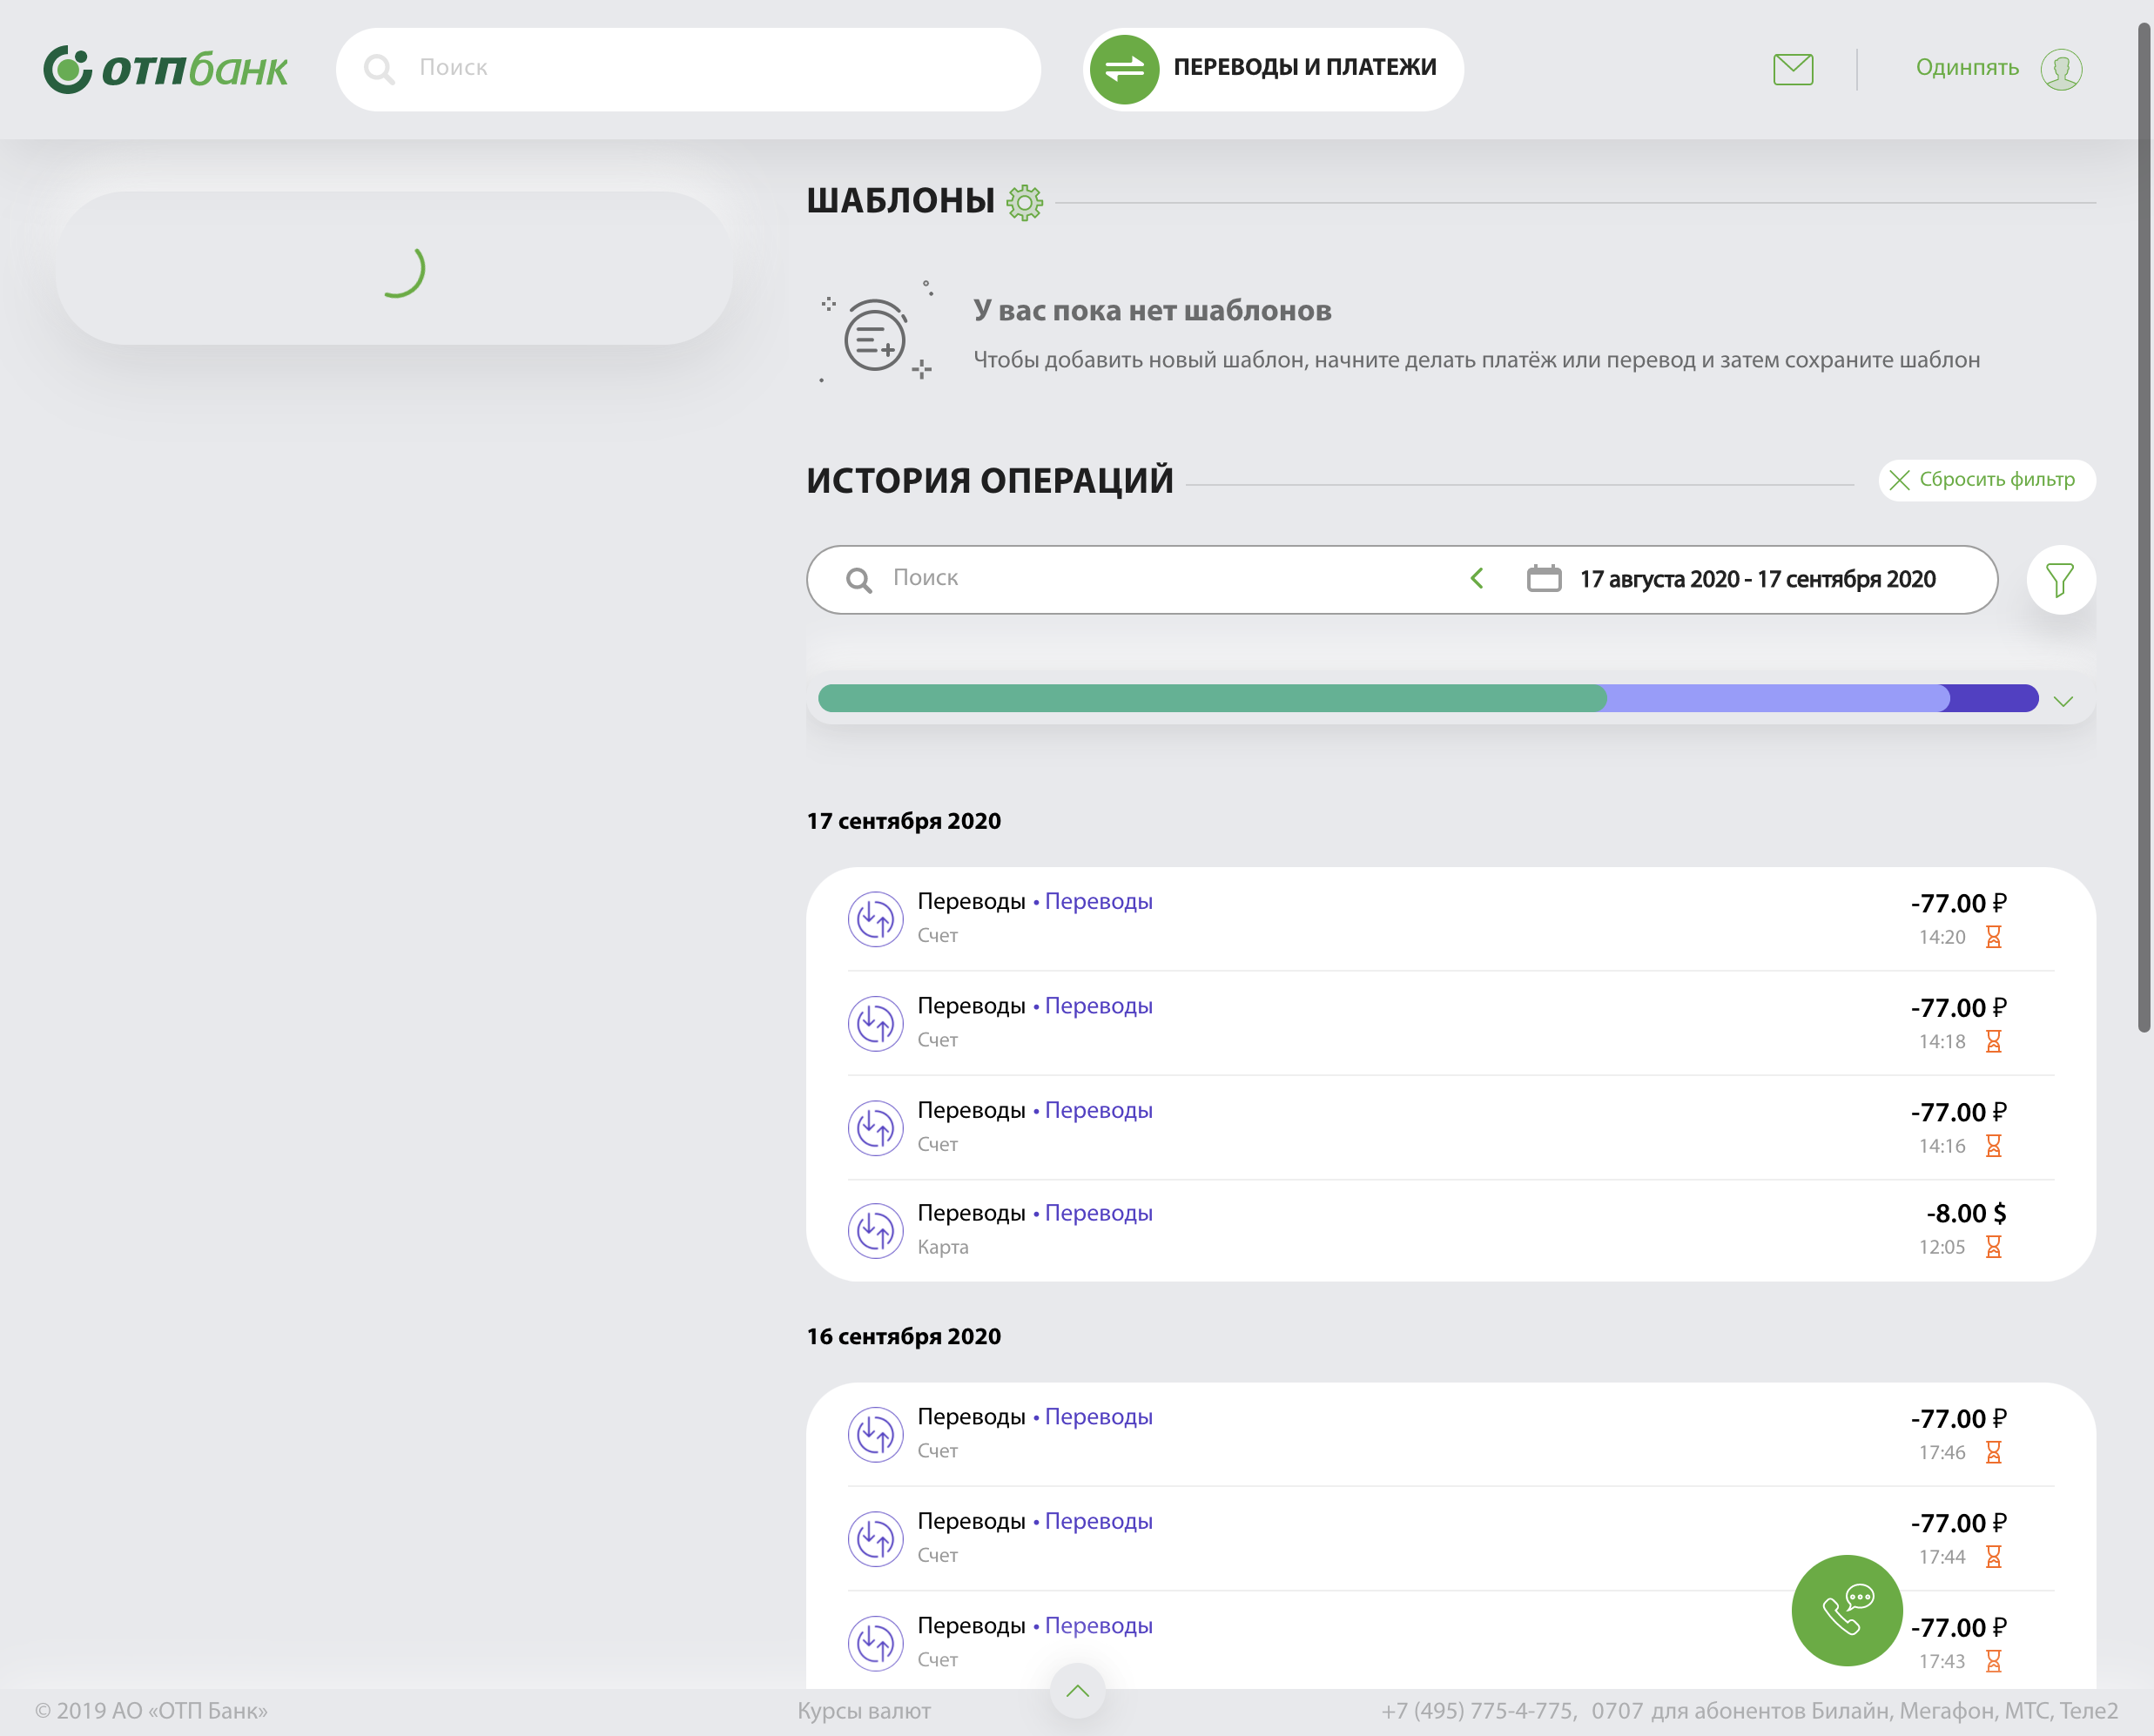 отпбанк
Поиск
ПЕРЕВОДЫ И ПЛАТЕЖИ
Одинпять
ШАБЛОНЫ
У вас пока нет шаблонов
Чтобы добавить новый шаблон, начните делать платёж или перевод и затем сохраните шаблон
ИСТОРИЯ ОПЕРАЦИЙ
Сбросить фильтр
Поиск
17 августа 2020 - 17 сентября 2020
17 сентября 2020
Переводы • Переводы
-77.00 ₽
Счет
14:20
Переводы • Переводы
-77.00 ₽
Счет
14:18
Переводы • Переводы
-77.00 ₽
Счет
14:16
Переводы • Переводы
-8.00 $
Карта
12:05
16 сентября 2020
Переводы • Переводы
-77.00 ₽
Счет
17:46
Переводы • Переводы
-77.00 ₽
Счет
17:44
Переводы • Переводы
-77.00 ₽
Счет
17:43
© 2019 АО «ОТП Банк»
Курсы валют
+7 (495) 775-4-775, 0707 для абонентов Билайн, Мегафон, МТС, Теле2